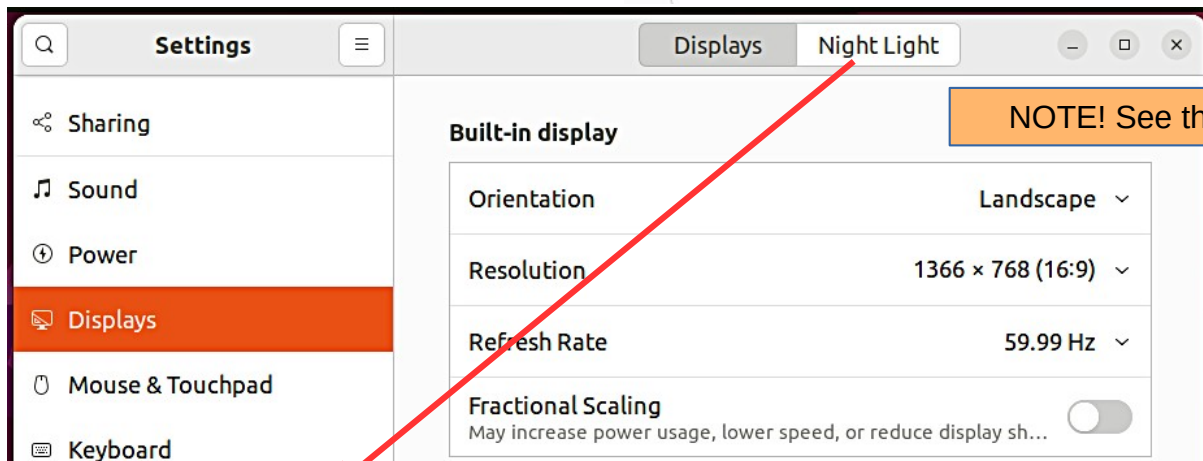 Settings
Displays Night Light
Sharing
Sound
Power
Displays
Mouse & Touchpad
Keyboard
NOTE! See
Built-in display
Orientation Landscape
Resolution 1366 × 768 (16:9)
Refresh Rate 59.99 Hz
Fractional Scaling
May increase power usage, lower speed, or reduce display sh...